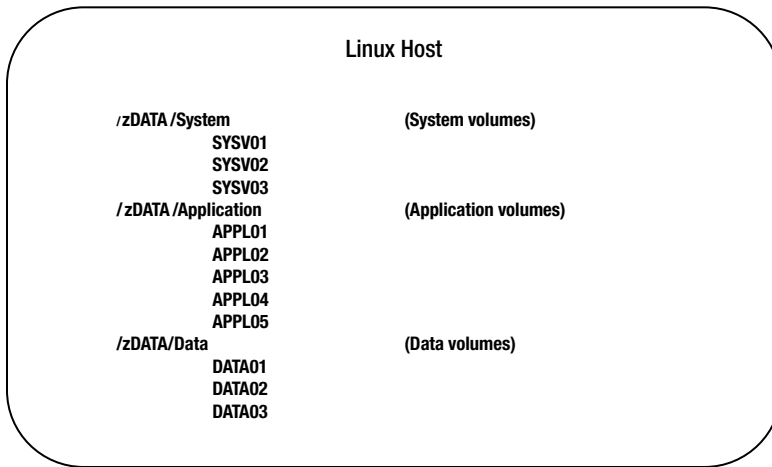 Linux Host
/zDATA/System (System volumes)
SYSV01
SYSV02
SYSV03
/zDATA/Application (Application volumes)
APPL01
APPL02
APPL03
APPL04
APPL05
/zDATA/Data (Data volumes)
DATA01
DATA02
DATA03